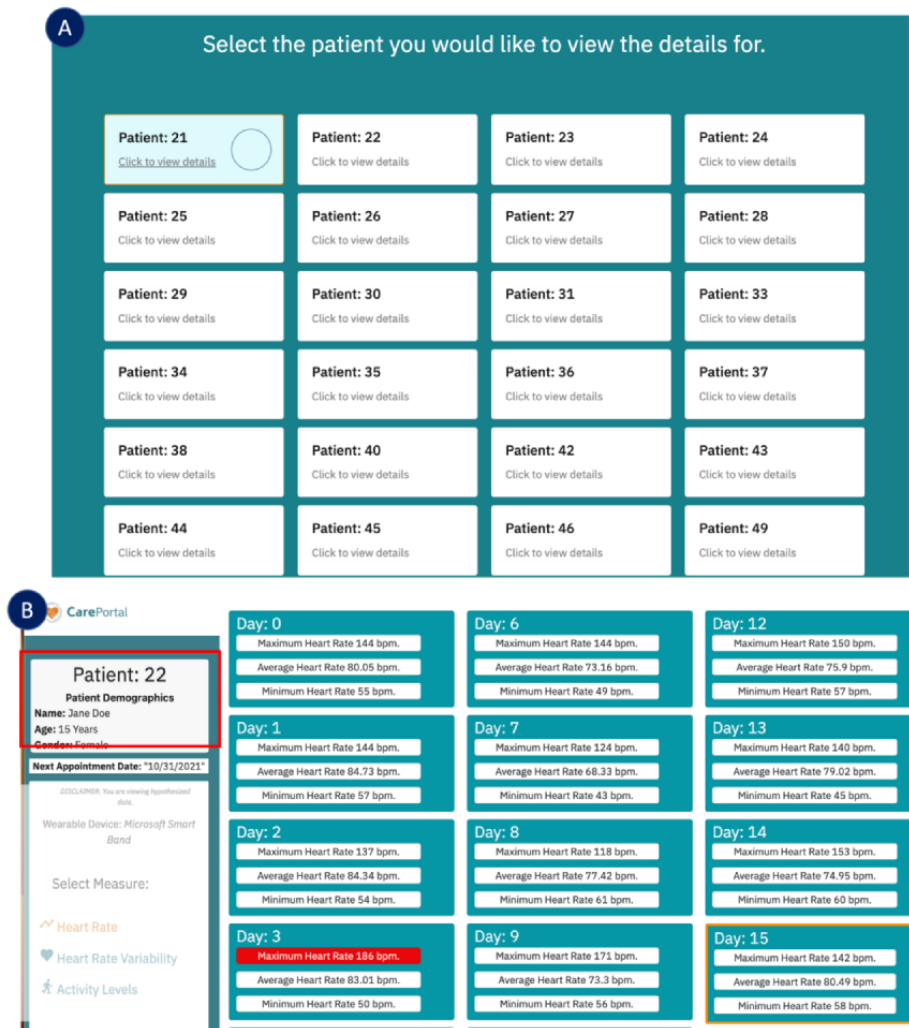 A
Select the patient you would like to view the details for.
Patient: 21
Click to view details
Patient: 22
Click to view details
Patient: 23
Click to view details
Patient: 24
Click to view details
Patient: 25
Click to view details
Patient: 26
Click to view details
Patient: 27
Click to view details
Patient: 28
Click to view details
Patient: 29
Click to view details
Patient: 30
Click to view details
Patient: 31
Click to view details
Patient: 33
Click to view details
Patient: 34
Click to view details
Patient: 35
Click to view details
Patient: 36
Click to view details
Patient: 37
Click to view details
Patient: 38
Click to view details
Patient: 40
Click to view details
Patient: 42
Click to view details
Patient: 43
Click to view details
Patient: 44
Click to view details
Patient: 45
Click to view details
Patient: 46
Click to view details
Patient: 49
Click to view details
B
CarePortal
Patient: 22
Patient Demographics
Name: Jane Doe
Age: 15 Years
Gender: Female
Next Appointment Date: "10/31/2021"
DISCLAIMER: You are viewing hypothesized
data.
Wearable Device: Microsoft Smart
Band
Select Measure:
Heart Rate
Heart Rate Variability
Activity Levels
Day: 0
Maximum Heart Rate 144 bpm.
Average Heart Rate 80.05 bpm.
Minimum Heart Rate 55 bpm.
Day: 1
Maximum Heart Rate 144 bpm.
Average Heart Rate 84.73 bpm.
Minimum Heart Rate 57 bpm.
Day: 2
Maximum Heart Rate 137 bpm.
Average Heart Rate 84.34 bpm.
Minimum Heart Rate 54 bpm.
Day: 3
Maximum Heart Rate 186 bpm.
Average Heart Rate 83.01 bpm.
Minimum Heart Rate 50 bpm.
Day: 6
Maximum Heart Rate 144 bpm.
Average Heart Rate 73.16 bpm.
Minimum Heart Rate 49 bpm.
Day: 7
Maximum Heart Rate 124 bpm.
Average Heart Rate 68.33 bpm.
Minimum Heart Rate 43 bpm.
Day: 8
Maximum Heart Rate 118 bpm.
Average Heart Rate 77.42 bpm.
Minimum Heart Rate 61 bpm.
Day: 9
Maximum Heart Rate 171 bpm.
Average Heart Rate 73.3 bpm.
Minimum Heart Rate 56 bpm.
Day: 12
Maximum Heart Rate 150 bpm.
Average Heart Rate 75.9 bpm.
Minimum Heart Rate 57 bpm.
Day: 13
Maximum Heart Rate 140 bpm.
Average Heart Rate 79.02 bpm.
Minimum Heart Rate 45 bpm.
Day: 14
Maximum Heart Rate 153 bpm.
Average Heart Rate 74.95 bpm.
Minimum Heart Rate 60 bpm.
Day: 15
Maximum Heart Rate 142 bpm.
Average Heart Rate 80.49 bpm.
Minimum Heart Rate 58 bpm.